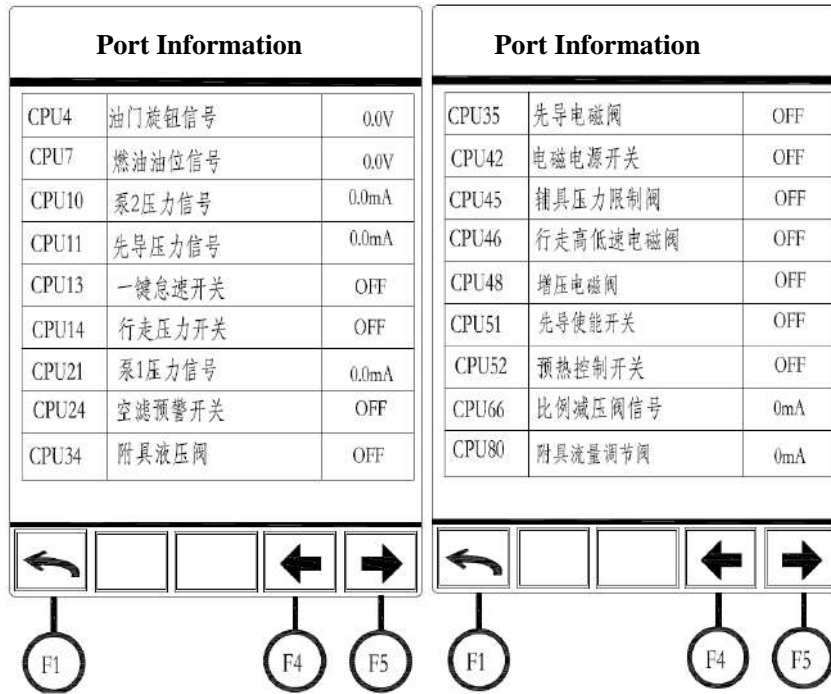 Port Information
CPU4 油门旋钮信号 0.0V
CPU7 燃油油位信号 0.0V
CPU10 泵2压力信号 0.0mA
CPU11 先导压力信号 0.0mA
CPU13 一键怠速开关 OFF
CPU14 行走压力开关 OFF
CPU21 泵1压力信号 0.0mA
CPU24 空滤预警开关 OFF
CPU34 附具液压阀 OFF
F1 F4 F5
Port Information
CPU35 先导电磁阀 OFF
CPU42 电磁电源开关 OFF
CPU45 辅具压力限制阀 OFF
CPU46 行走高低速电磁阀 OFF
CPU48 增压电磁阀 OFF
CPU51 先导使能开关 OFF
CPU52 预热控制开关 OFF
CPU66 比例减压阀信号 0mA
CPU80 附具流量调节阀 0mA
F1 F4 F5